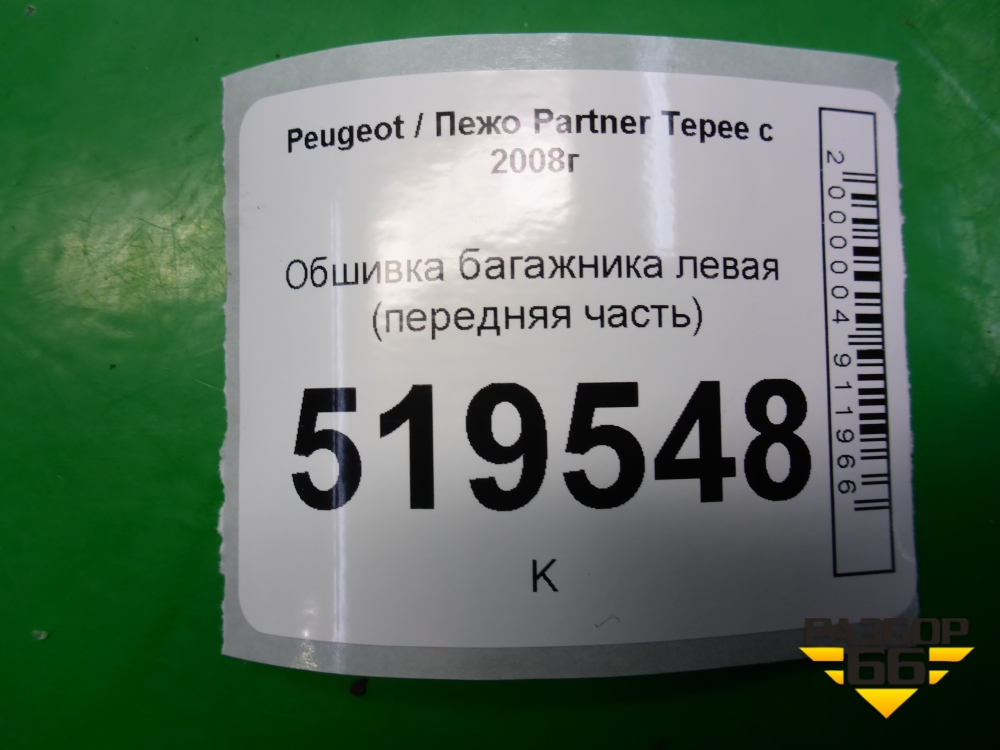 Peugeot / Пежо Partner Tepee с
2008г
Обшивка багажника левая
(передняя часть)
519548
К
2000004911966
РАЗБОР
66